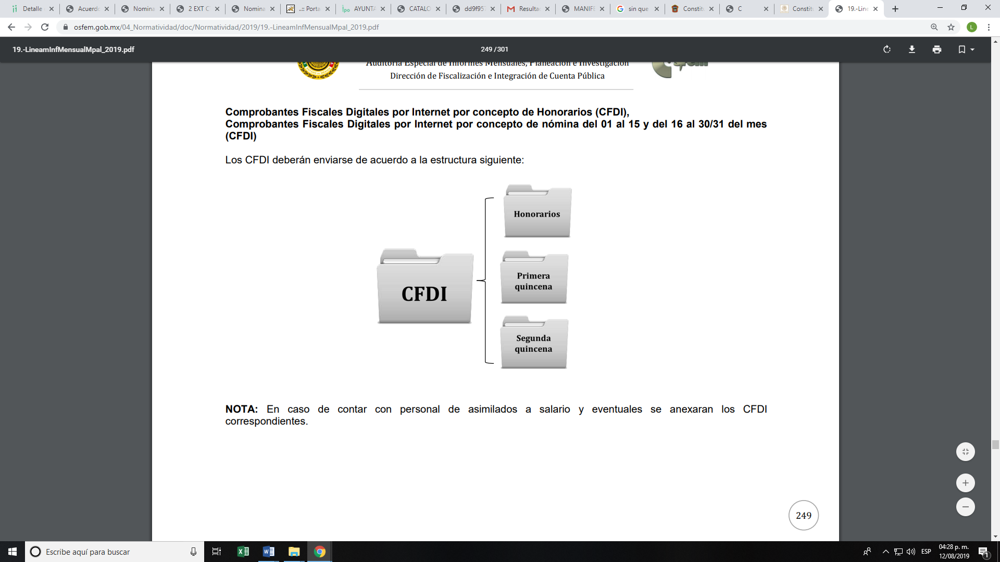 Detalle
Acuerdo
Nomina
2 EXT C
Nomina
..:: Porta
AYUNTA
CATALO
dd9f957
Resulta
MANIFE
sin que
Constitu
C
Constitu
19.-Line
osfem.gob.mx/04_Normatividad/doc/Normatividad/2019/19.-LineamInfMensualMpal_2019.pdf
L
19.-LineamInfMensualMpal_2019.pdf
249 / 301
Auditoría Especial de Informes Mensuales, Planeación e Investigación
Dirección de Fiscalización e Integración de Cuenta Pública
Comprobantes Fiscales Digitales por Internet por concepto de Honorarios (CFDI),
Comprobantes Fiscales Digitales por Internet por concepto de nómina del 01 al 15 y del 16 al 30/31 del mes
(CFDI)
Los CFDI deberán enviarse de acuerdo a la estructura siguiente:
Honorarios
CFDI
Primera
quincena
Segunda
quincena
NOTA: En caso de contar con personal de asimilados a salario y eventuales se anexaran los CFDI
correspondientes.
249
Escribe aquí para buscar
ESP
04:28 p. m.
12/08/2019
1